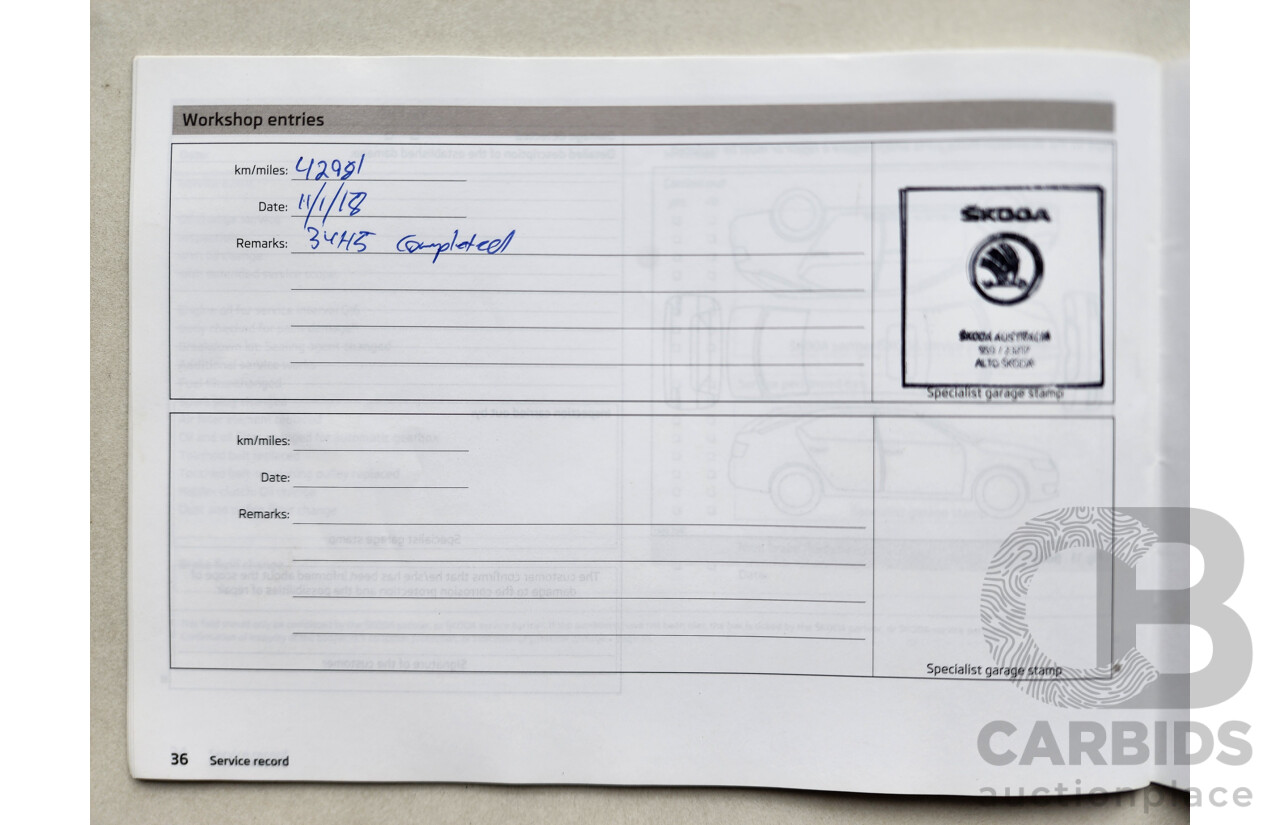 Workshop entries
km/miles: 42981
Date: 11/1/18
Remarks: 34H5 Completed
ŠKODA
ŠKODA AUSTRALIA
ALTO ŠKODA
Specialist garage stamp
km/miles:
Date:
Remarks:
Specialist garage stamp
36 Service record
CB
CARBIDS
auctionplace